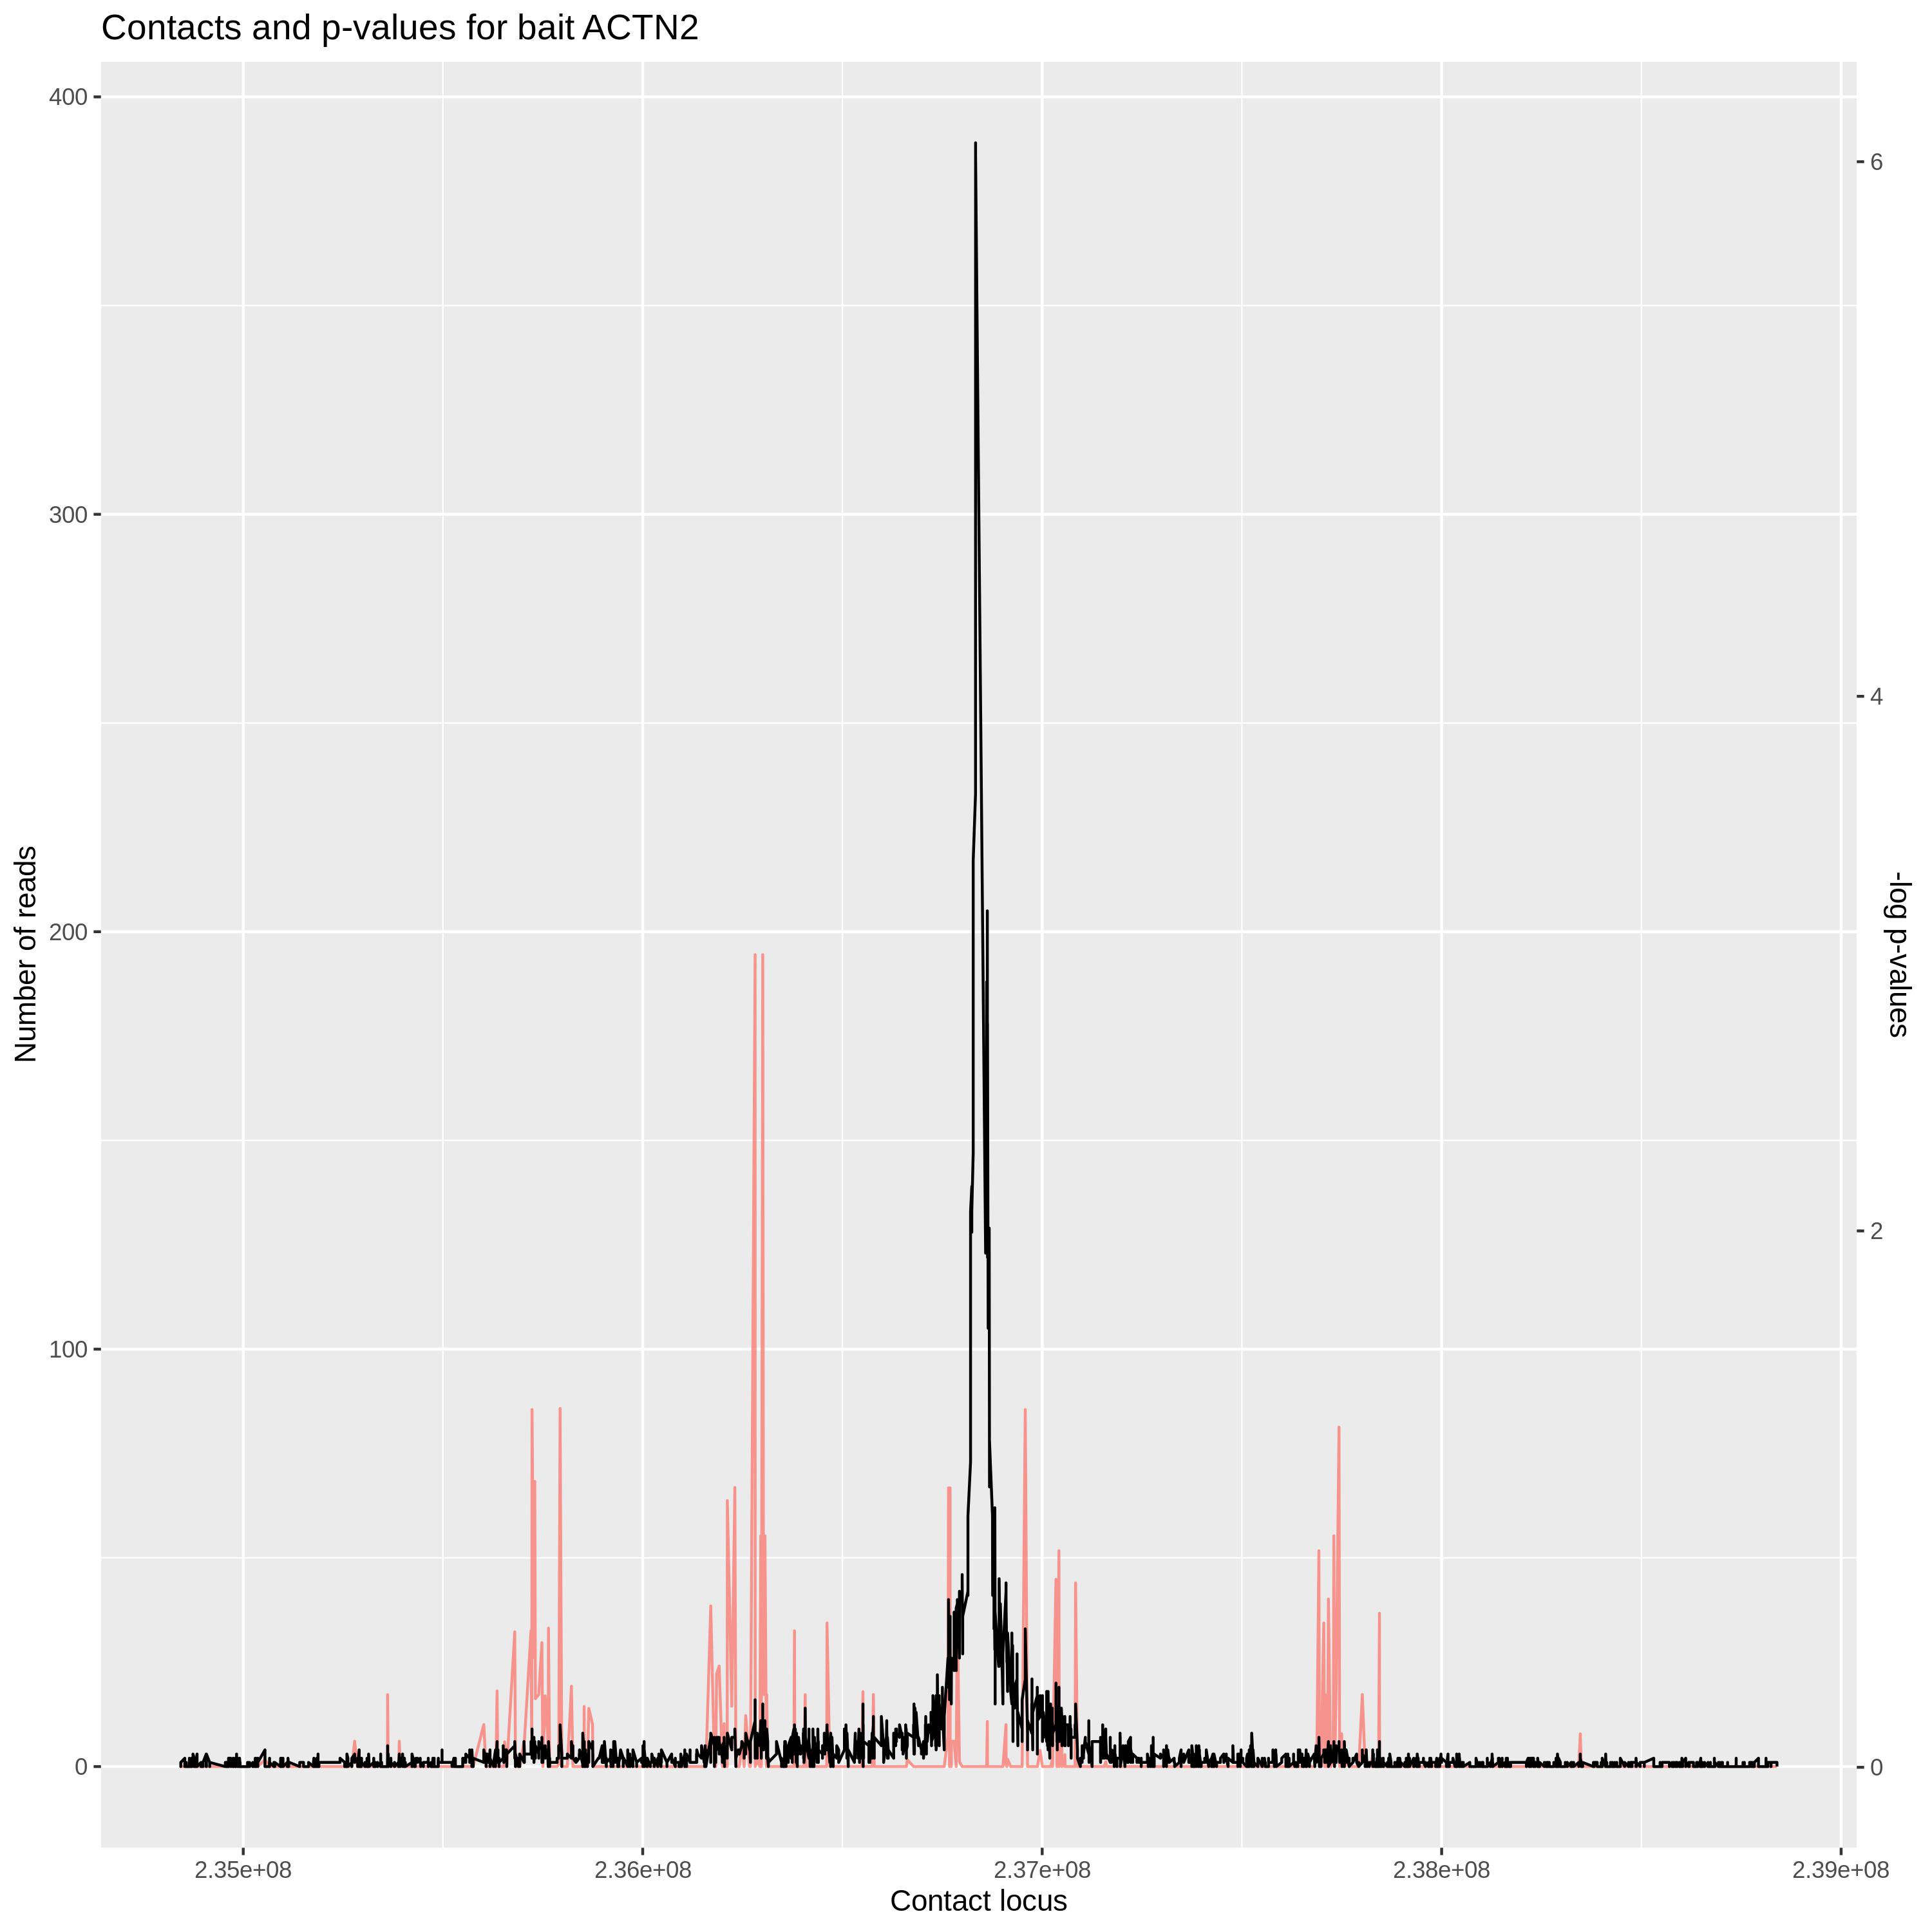 Contacts and p-values for bait ACTN2
400
300
200
100
0
Number of reads
6
4
2
0
-log p-values
2.35e+08
2.36e+08
2.37e+08
2.38e+08
2.39e+08
Contact locus